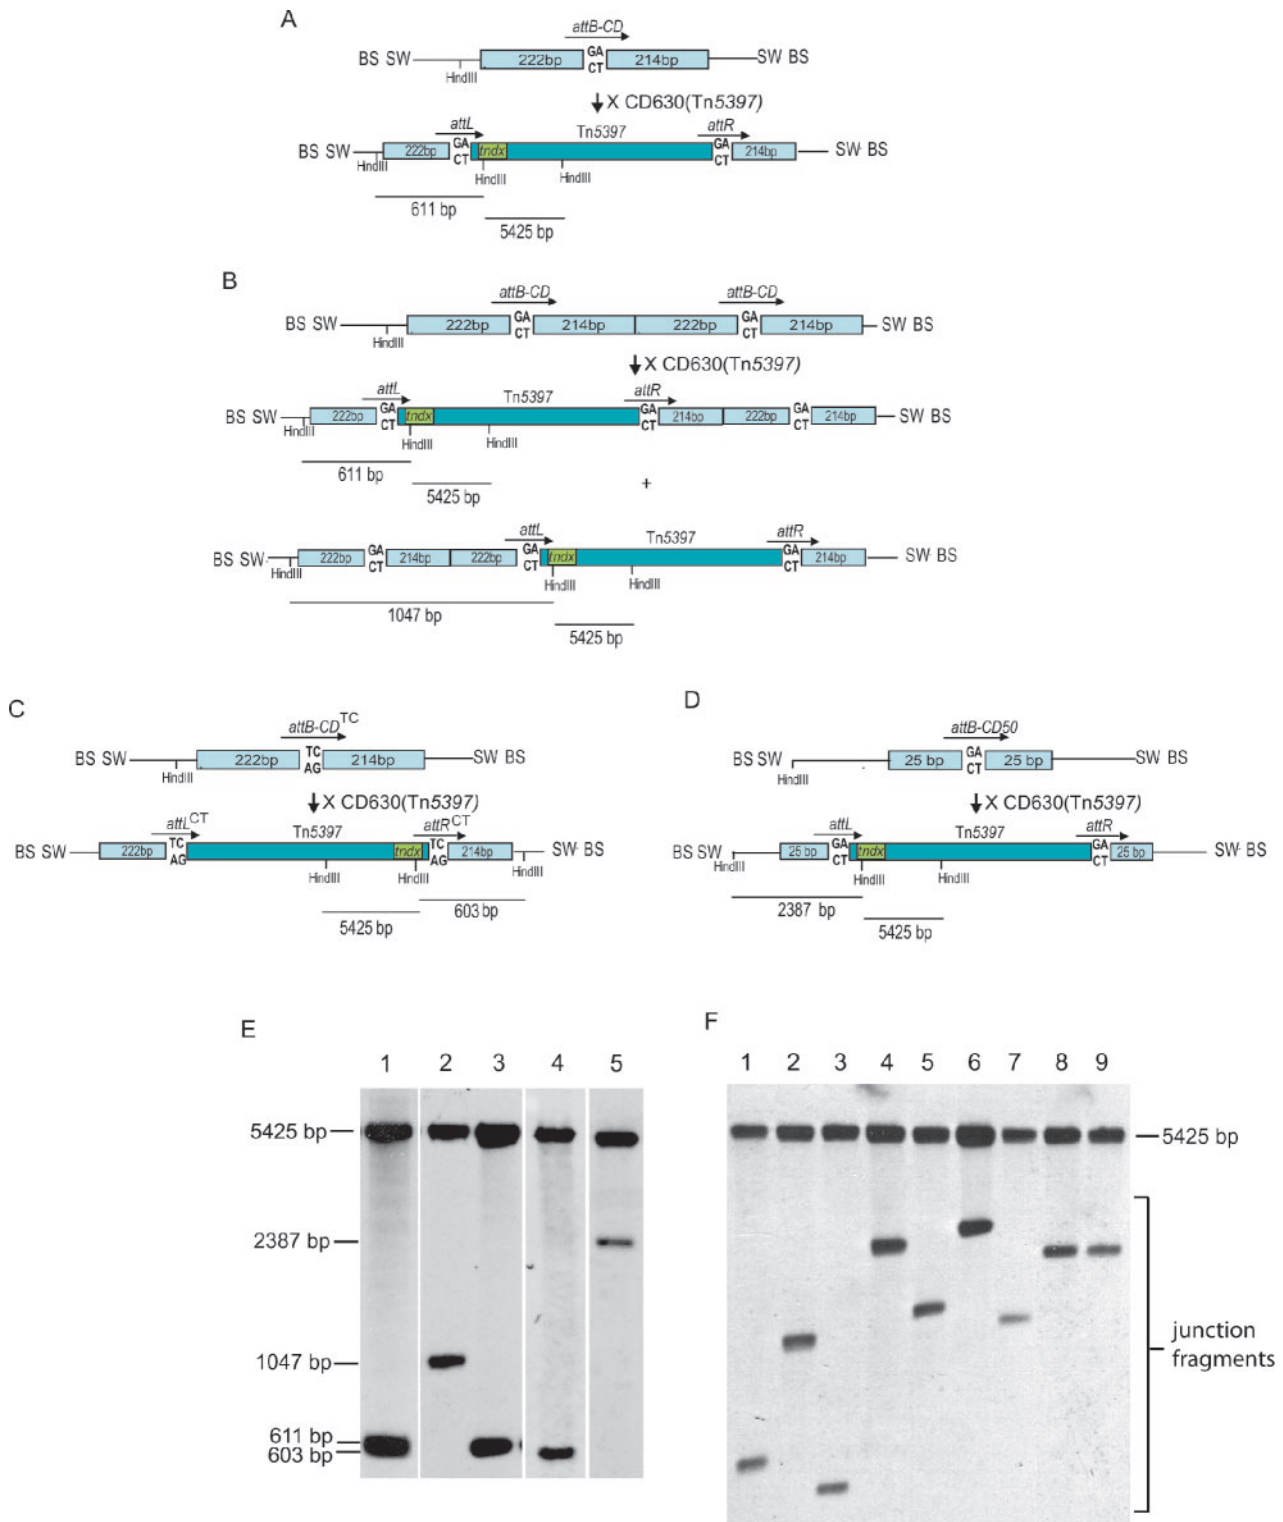 A
attB-CD
BS SW 222bp GA CT 214bp SW BS
HindIII
X CD630(Tn5397)
attL Tn5397 attR
BS SW 222bp GA CT tndx GA CT 214bp SW BS
HindIII HindIII HindIII
611 bp
5425 bp
B
attB-CD attB-CD
BS SW 222bp GA CT 214bp 222bp GA CT 214bp SW BS
HindIII
X CD630(Tn5397)
attL Tn5397 attR
BS SW 222bp GA CT tndx GA CT 214bp 222bp GA CT 214bp SW BS
HindIII HindIII HindIII
611 bp
5425 bp
+
attL Tn5397 attR
BS SW 222bp GA CT 214bp 222bp GA CT tndx GA CT 214bp SW BS
HindIII HindIII HindIII
1047 bp
5425 bp
C
attB-CD TC
BS SW 222bp TC AG 214bp SW BS
HindIII
X CD630(Tn5397)
attL CT Tn5397 attR CT
BS SW 222bp TC AG tndx TC AG 214bp SW BS
HindIII HindIII HindIII
5425 bp
603 bp
D
attB-CD50
BS SW 25 bp GA CT 25 bp SW BS
HindIII
X CD630(Tn5397)
attL Tn5397 attR
BS SW 25 bp GA CT tndx GA CT 25 bp SW BS
HindIII HindIII HindIII
2387 bp
5425 bp
E
1 2 3 4 5
5425 bp
2387 bp
1047 bp
611 bp
603 bp
F
1 2 3 4 5 6 7 8 9
5425 bp
junction
fragments